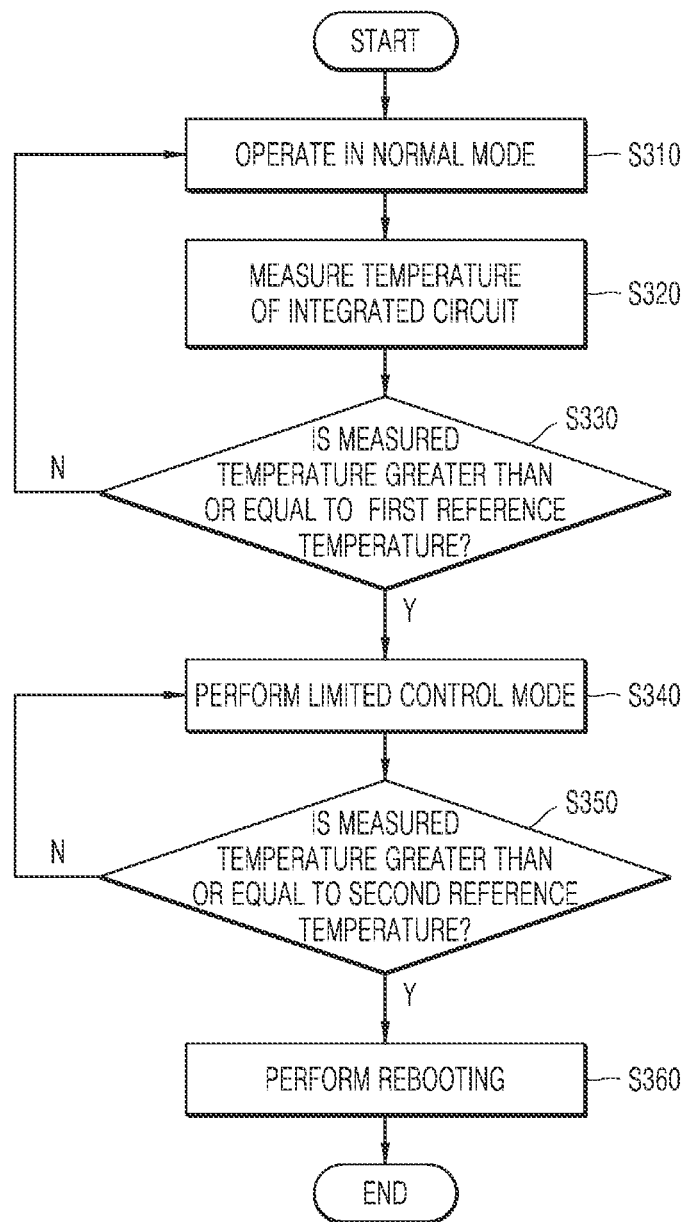 START
OPERATE IN NORMAL MODE
S310
MEASURE TEMPERATURE
OF INTEGRATED CIRCUIT
S320
S330
IS MEASURED
TEMPERATURE GREATER THAN
OR EQUAL TO FIRST REFERENCE
TEMPERATURE?
N
Y
PERFORM LIMITED CONTROL MODE
S340
S350
IS MEASURED
TEMPERATURE GREATER THAN
OR EQUAL TO SECOND REFERENCE
TEMPERATURE?
N
Y
PERFORM REBOOTING
S360
END